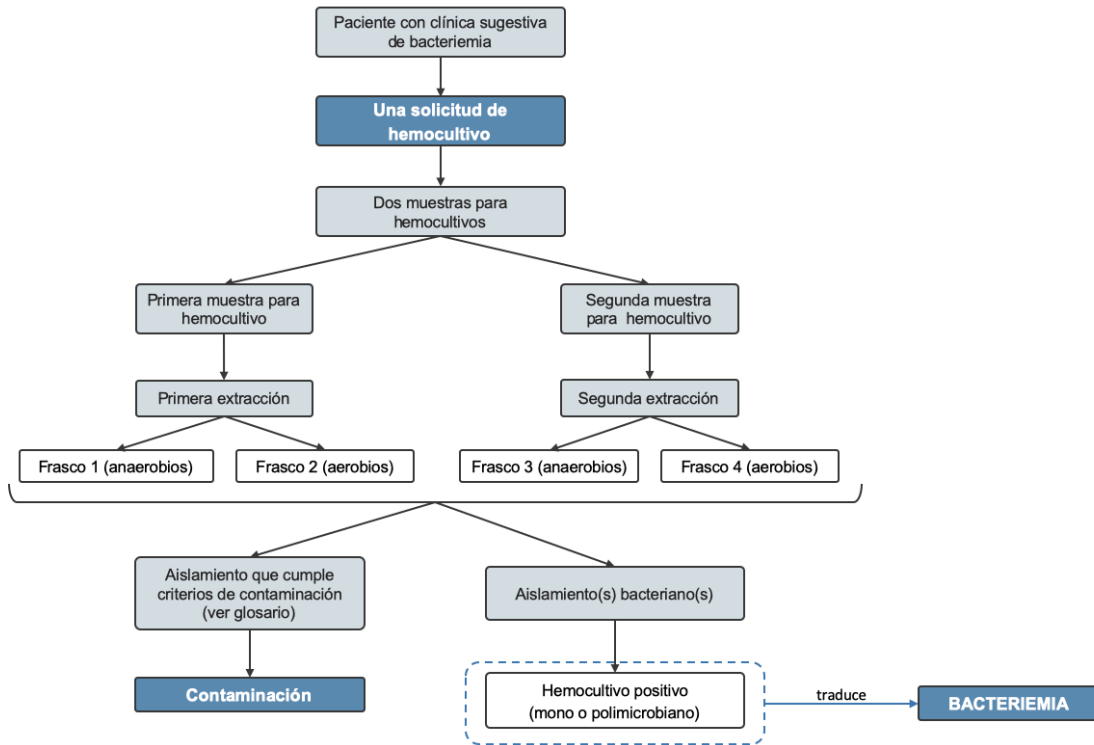 Paciente con clínica sugestiva
de bacteriemia
Una solicitud de
hemocultivo
Dos muestras para
hemocultivos
Primera muestra para
hemocultivo
Segunda muestra
para hemocultivo
Primera extracción
Segunda extracción
Frasco 1 (anaerobios)
Frasco 2 (aerobios)
Frasco 3 (anaerobios)
Frasco 4 (aerobios)
Aislamiento que cumple
criterios de contaminación
(ver glosario)
Aislamiento(s) bacteriano(s)
Contaminación
Hemocultivo positivo
(mono o polimicrobiano)
traduce
BACTERIEMIA